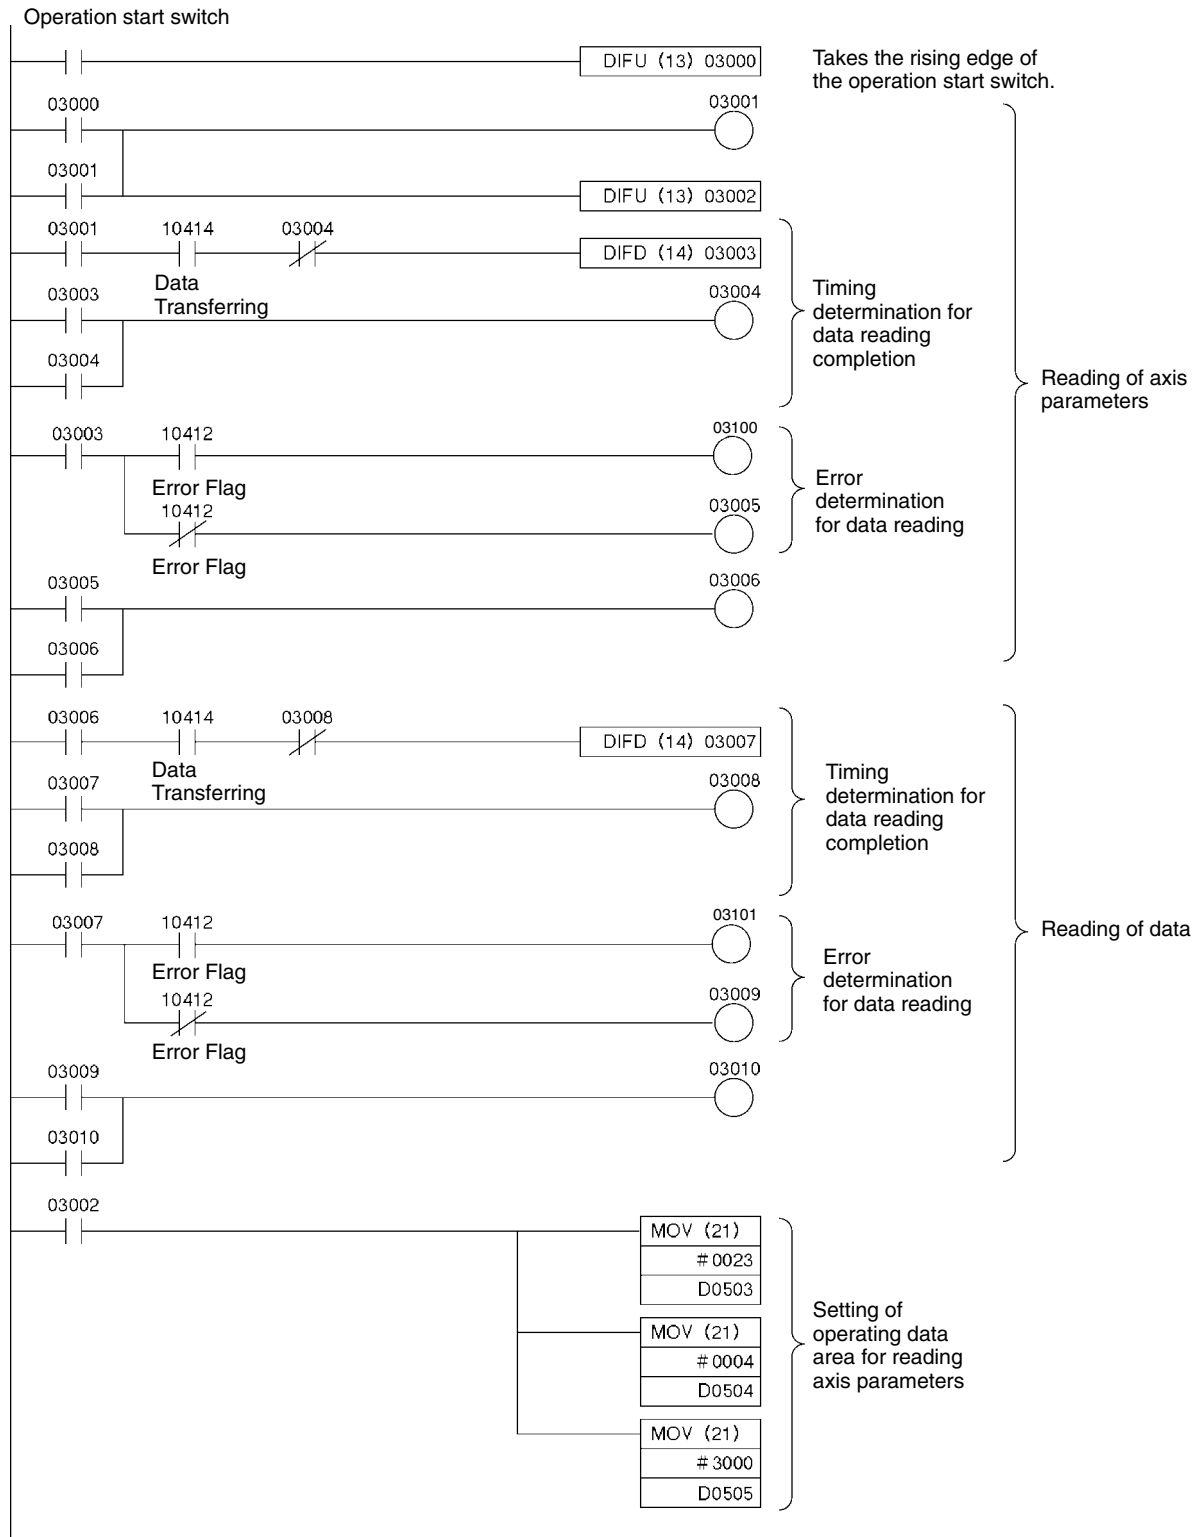 Operation start switch
DIFU (13) 03000
Takes the rising edge of
the operation start switch.
03000
03001
03001
DIFU (13) 03002
03001 10414 03004
DIFD (14) 03003
Data
Transferring
03003
03004
03004
Timing
determination for
data reading
completion
Reading of axis
parameters
03003 10412
03100
Error Flag
10412
03005
Error Flag
Error
determination
for data reading
03005
03006
03006
03006 10414 03008
DIFD (14) 03007
Data
Transferring
03007
03008
03008
Timing
determination for
data reading
completion
03007 10412
03101
Error Flag
10412
03009
Error Flag
Error
determination
for data reading
Reading of data
03009
03010
03010
03002
MOV (21)
#0023
D0503
MOV (21)
#0004
D0504
MOV (21)
#3000
D0505
Setting of
operating data
area for reading
axis parameters